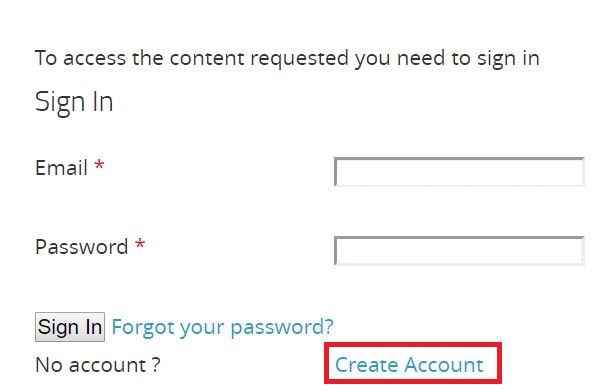 To access the content requested you need to sign in
Sign In
Email *
Password *
Sign In Forgot your password?
No account ? Create Account